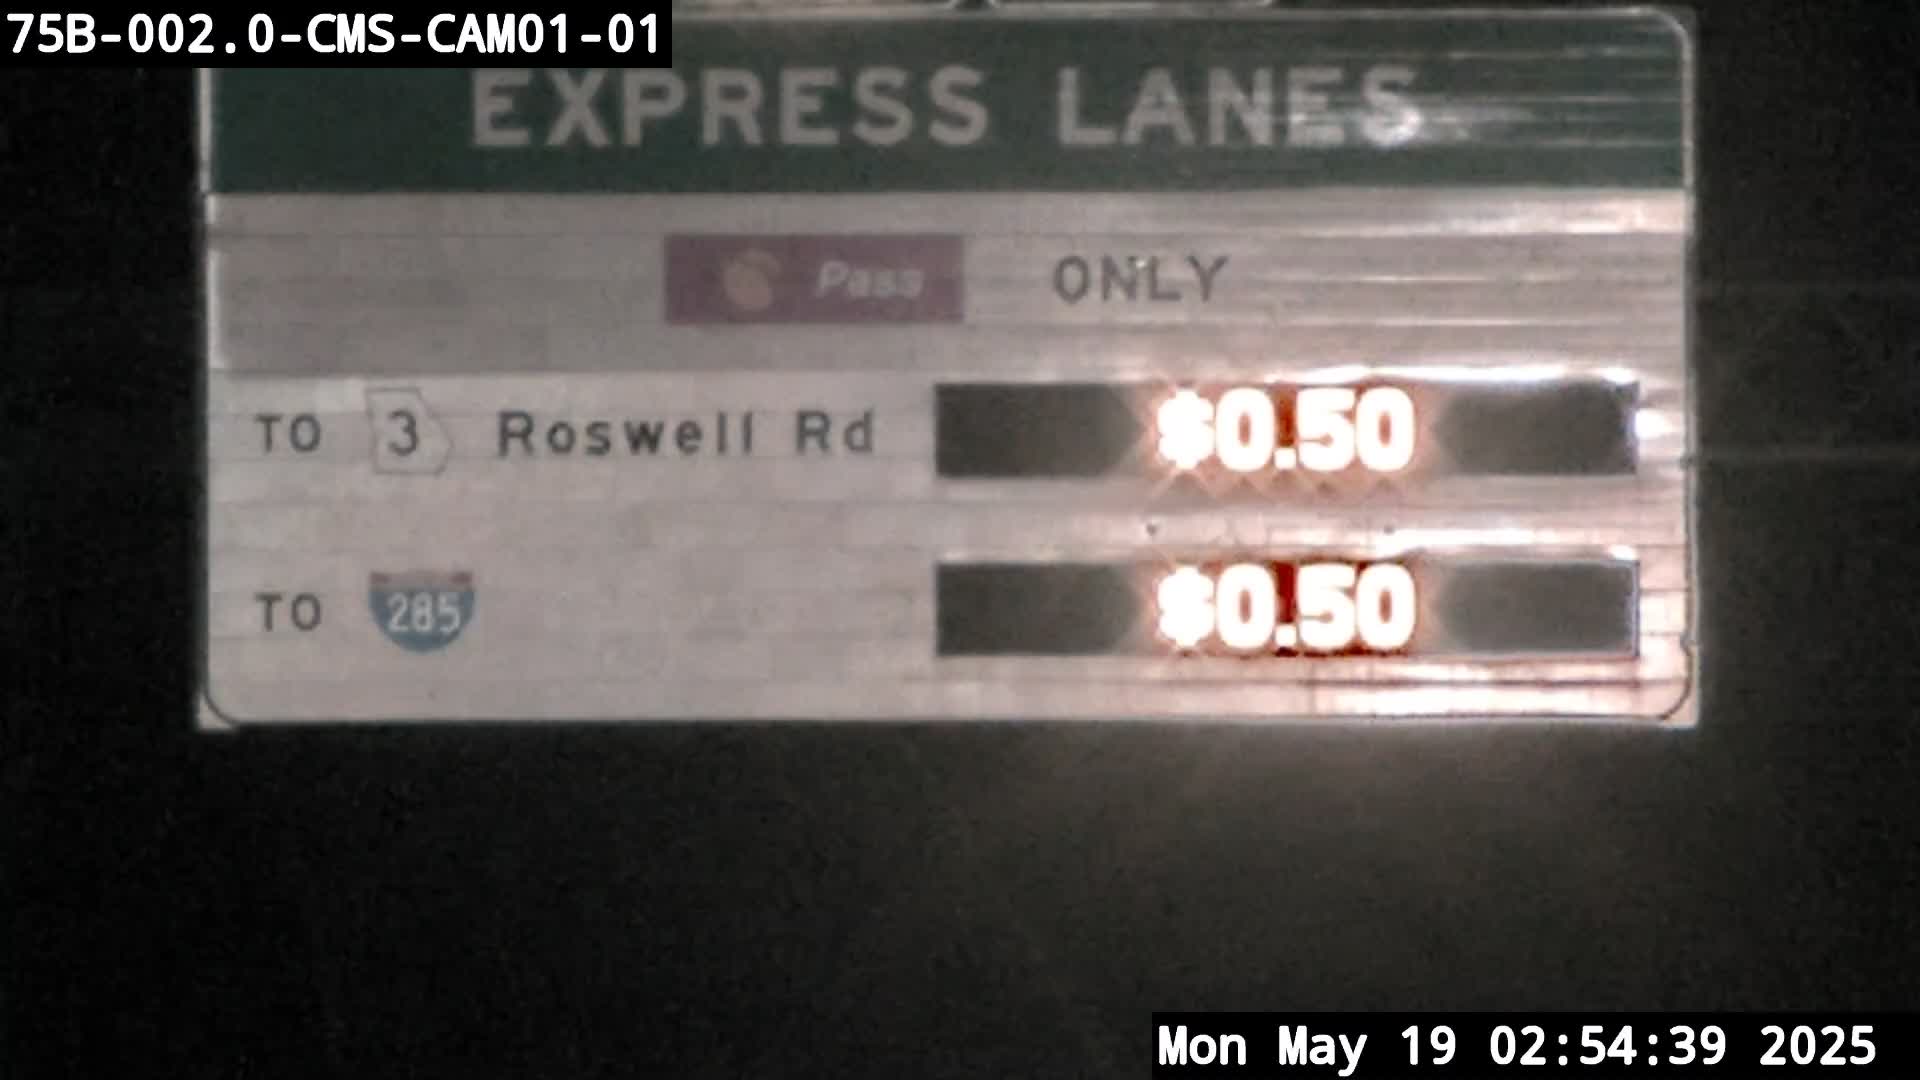 75B-002.0-CMS-CAM01-01
EXPRESS LANES
Pass ONLY
TO 3 Roswell Rd $0.50
TO 285 $0.50
Mon May 19 02:54:39 2025